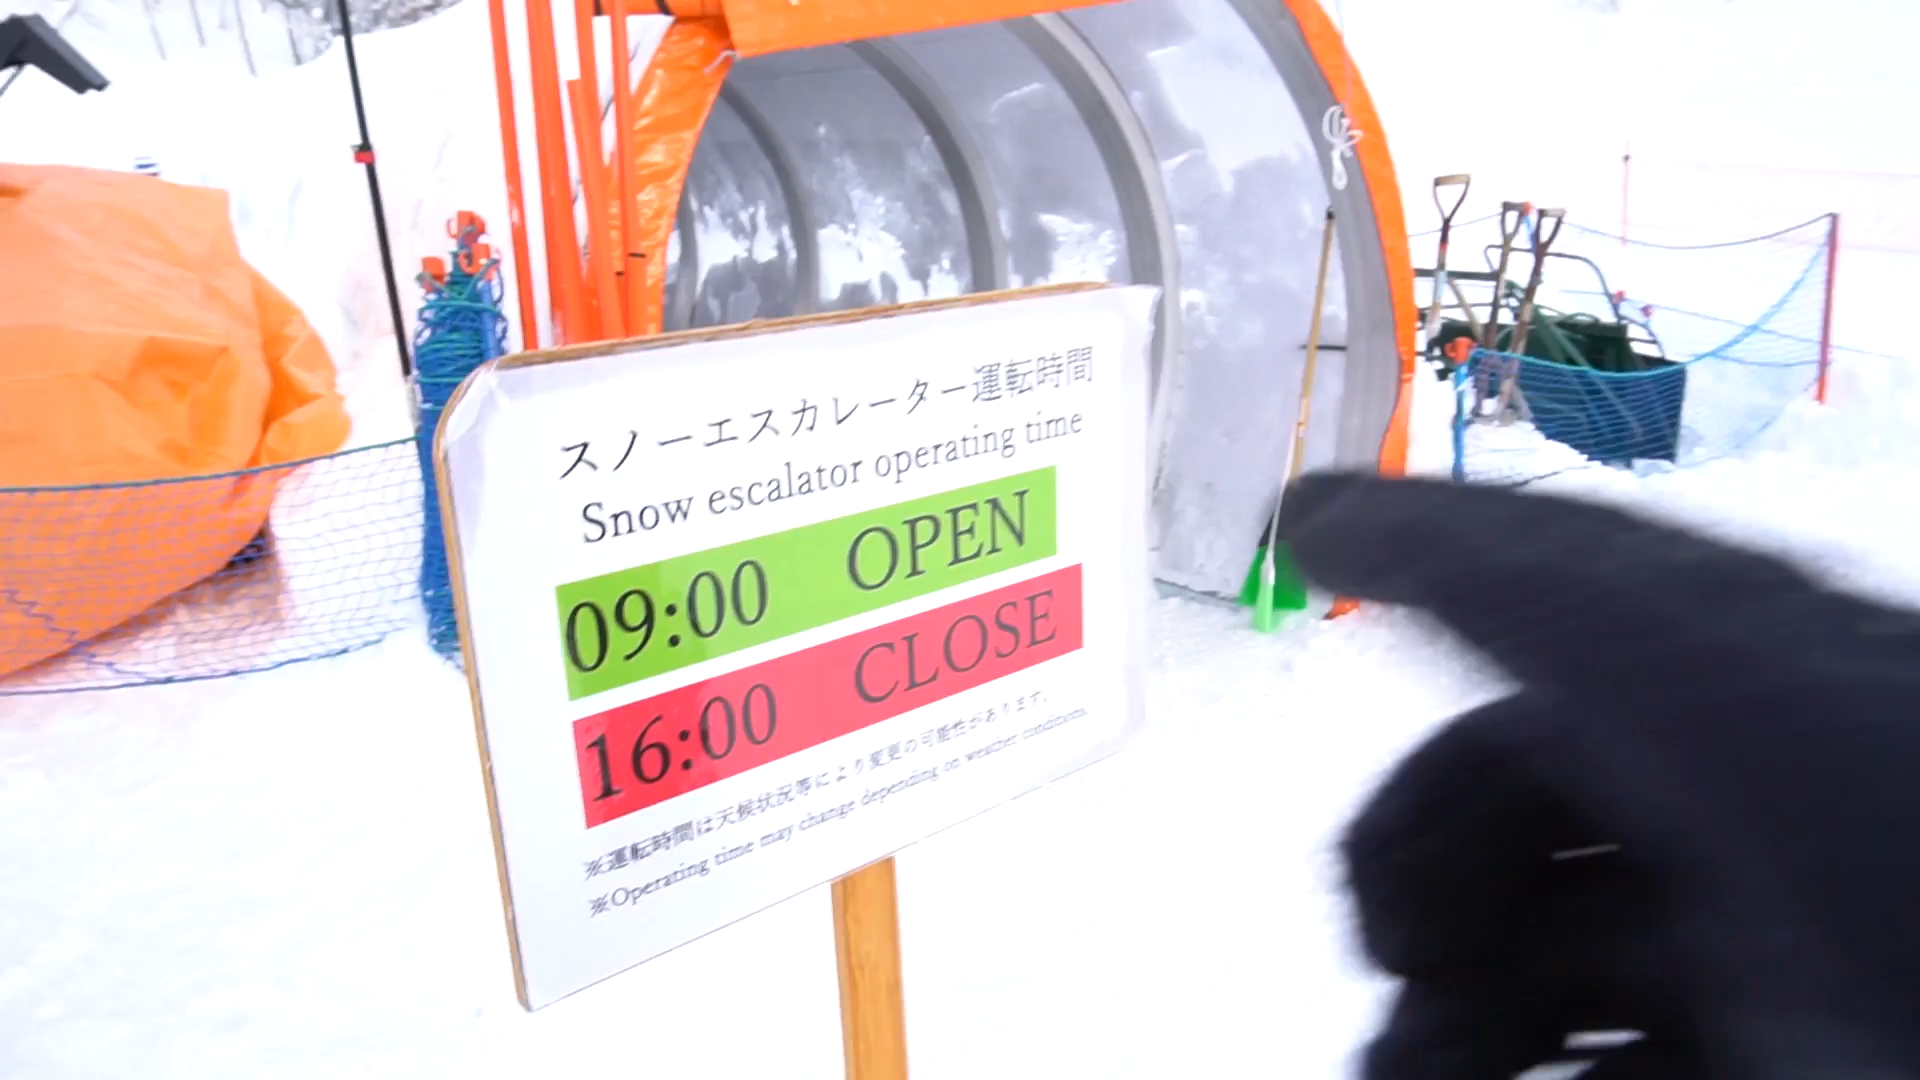 スノーエスカレーター運転時間
Snow escalator operating time
09:00 OPEN
16:00 CLOSE
※運転時間は天候状況等により変更の可能性があります。
※Operating time may change depending on weather conditions.